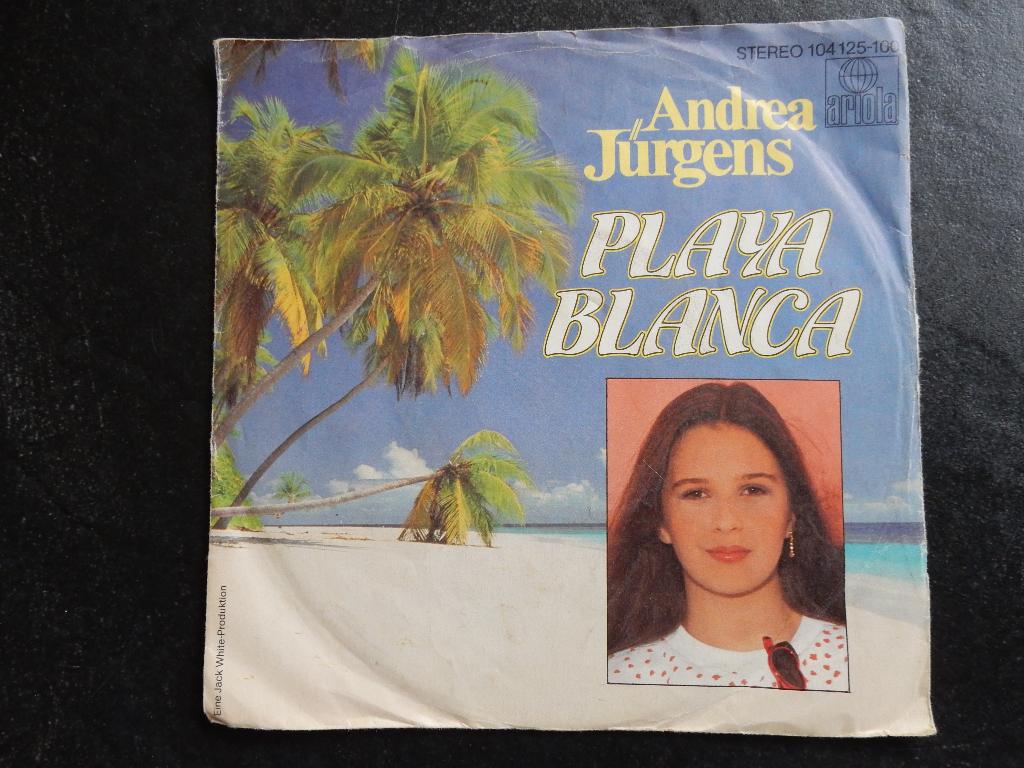 STEREO 104 125-100
ariola
Andrea
Jürgens
PLAYA
BLANCA
Eine Jack White-Produktion